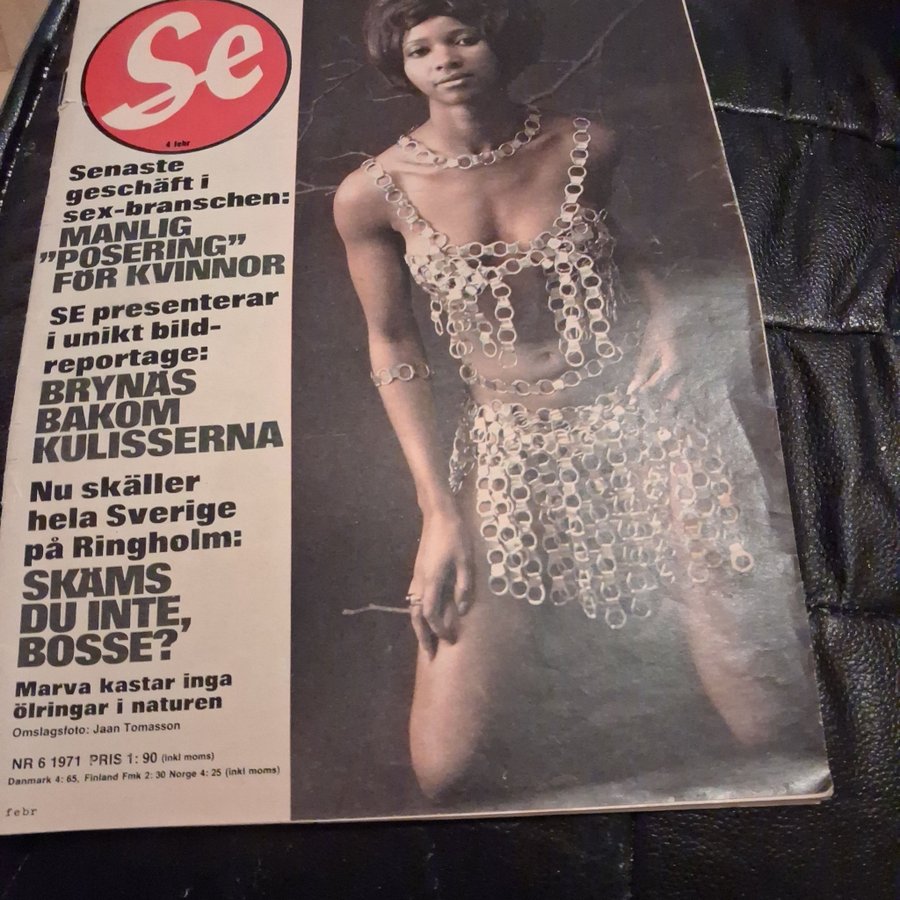 Se
4 febr
Senaste
geschäft i
sex-branschen:
MANLIG
"POSERING"
FÖR KVINNOR
SE presenterar
i unikt bild-
reportage:
BRYNÄS
BAKOM
KULISSERNA
Nu skäller
hela Sverige
på Ringholm:
SKÄMS
DU INTE,
BOSSE?
Marva kastar inga
ölringar i naturen
Omslagsfoto: Jaan Tomasson
NR 6 1971 PRIS 1:90 (inkl moms)
Danmark 4:65, Finland Fmk 2:30 Norge 4:25 (inkl moms)
febr